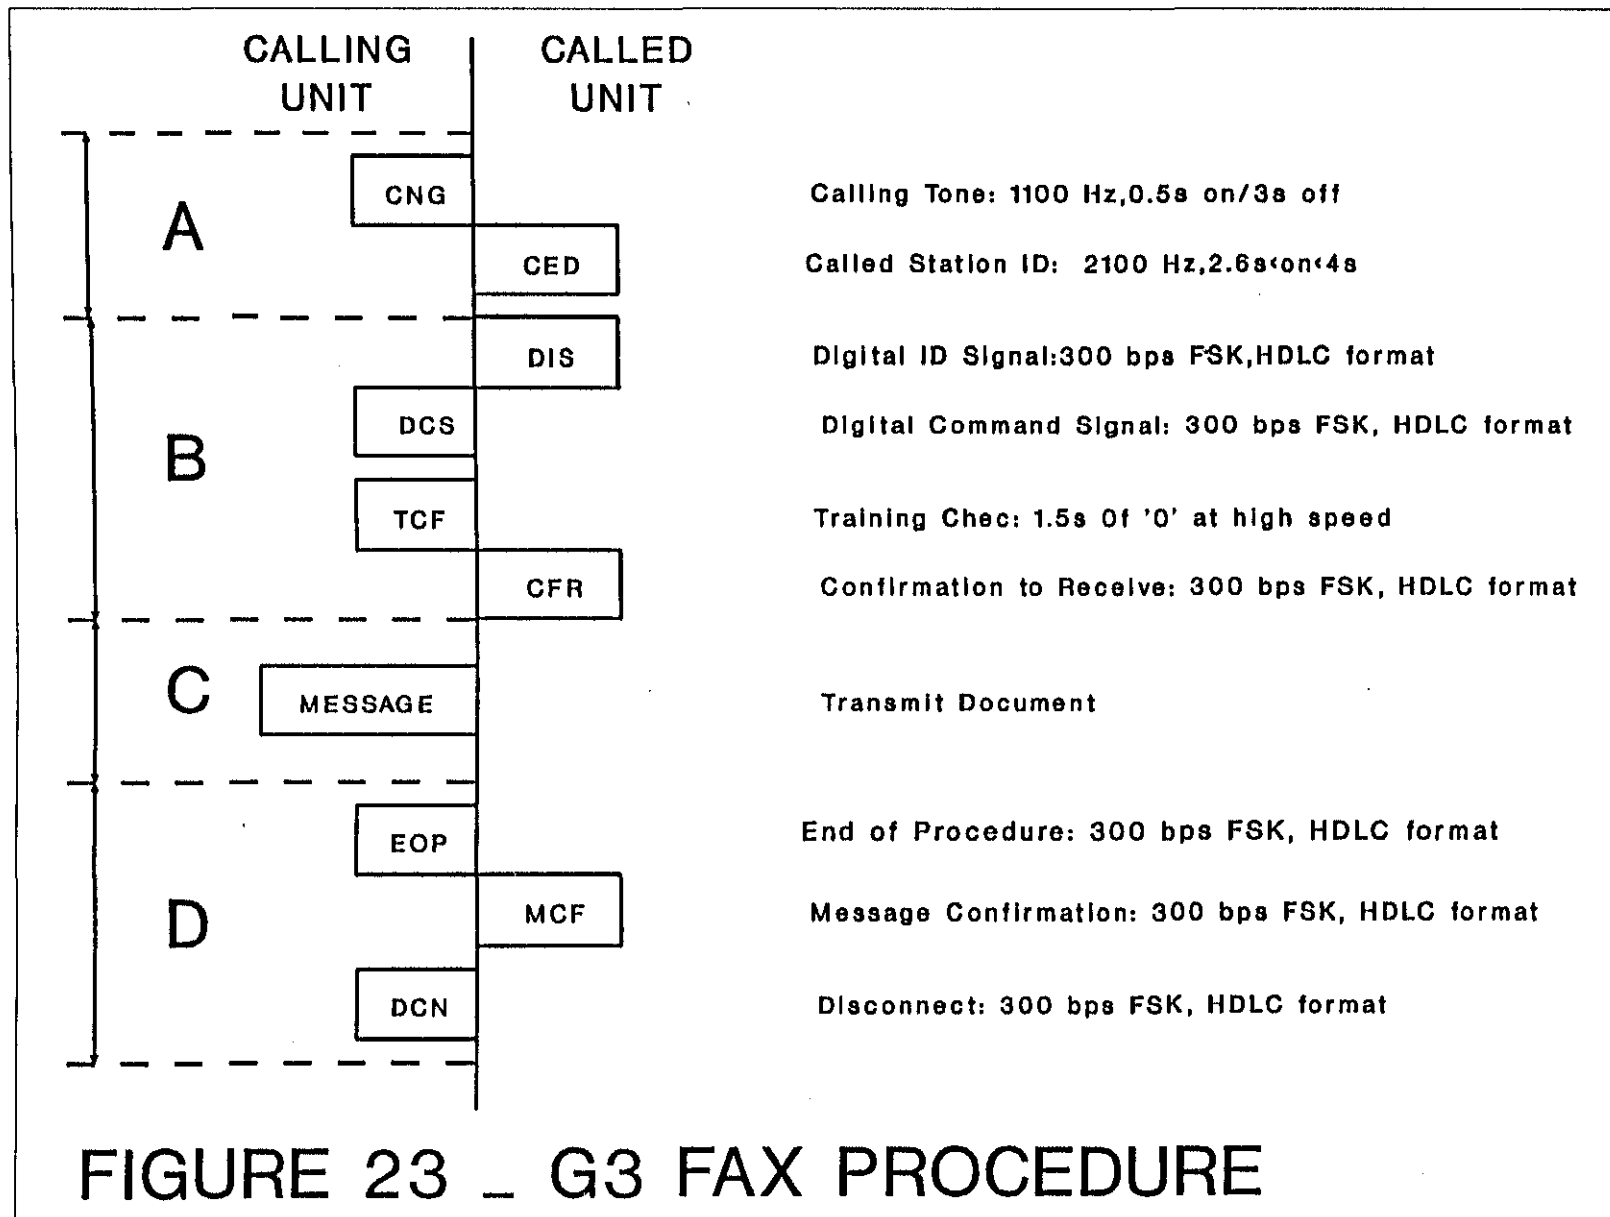 CALLING UNIT
CALLED UNIT
A
CNG
Calling Tone: 1100 Hz,0.5s on/3s off
CED
Called Station ID: 2100 Hz,2.6s<on<4s
B
DIS
Digital ID Signal:300 bps FSK,HDLC format
DCS
Digital Command Signal: 300 bps FSK, HDLC format
TCF
Training Chec: 1.5s 0f '0' at high speed
CFR
Confirmation to Receive: 300 bps FSK, HDLC format
C
MESSAGE
Transmit Document
D
EOP
End of Procedure: 300 bps FSK, HDLC format
MCF
Message Confirmation: 300 bps FSK, HDLC format
DCN
Disconnect: 300 bps FSK, HDLC format
FIGURE 23 _ G3 FAX PROCEDURE